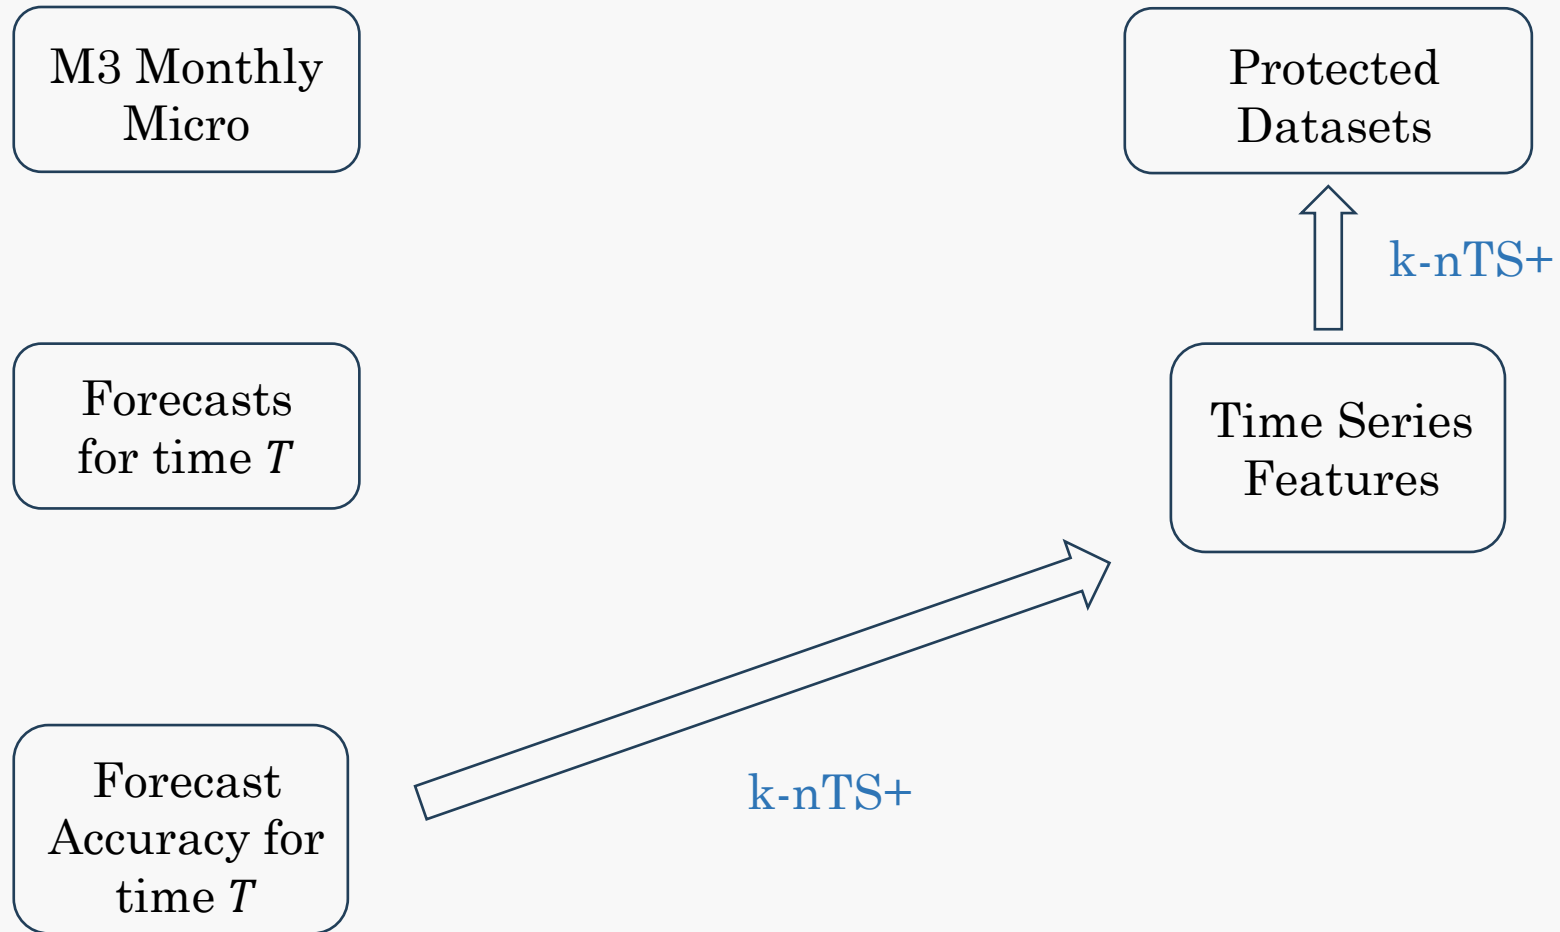 M3 Monthly
Micro
Protected
Datasets
k-nTS+
Forecasts
for time T
Time Series
Features
Forecast
Accuracy for
time T
k-nTS+